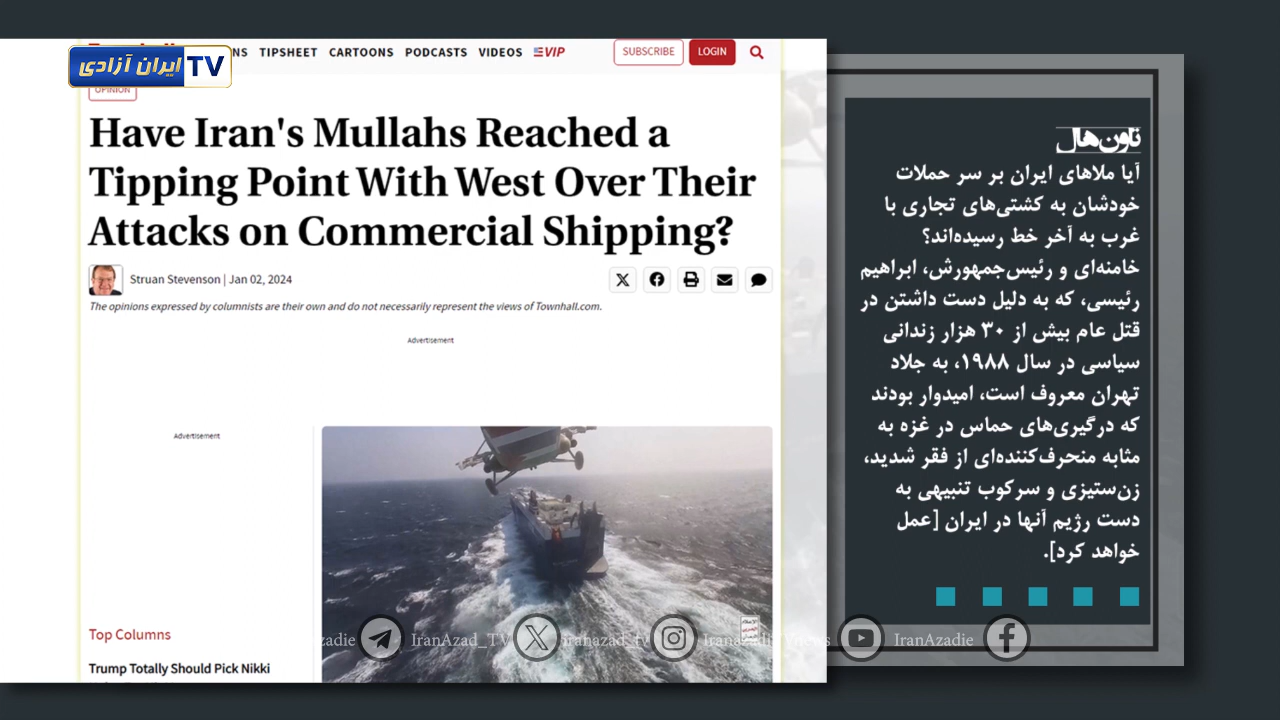 ایران آزادی TV
NS TIPSHEET CARTOONS PODCASTS VIDEOS VIP SUBSCRIBE LOGIN
OPINION
Have Iran's Mullahs Reached a
Tipping Point With West Over Their
Attacks on Commercial Shipping?
Struan Stevenson | Jan 02, 2024
The opinions expressed by columnists are their own and do not necessarily represent the views of Townhall.com.
Advertisement
Advertisement
Top Columns
Trump Totally Should Pick Nikki
تاون‌هال
آیا ملاهای ایران بر سر حملات
خودشان به کشتی‌های تجاری با
غرب به آخر خط رسیده‌اند؟
خامنه‌ای و رئیس‌جمهورش، ابراهیم
رئیسی، که به دلیل دست داشتن در
قتل عام بیش از ۳۰ هزار زندانی
سیاسی در سال ۱۹۸۸، به جلاد
تهران معروف است، امیدوار بودند
که درگیری‌های حماس در غزه به
مثابه منحرف‌کننده‌ای از فقر شدید،
زن‌ستیزی و سرکوب تنبیهی به
دست رژیم آنها در ایران [عمل
خواهد کرد].
azadie IranAzad_TV iranazad_tv IranazadiTVnews IranAzadie